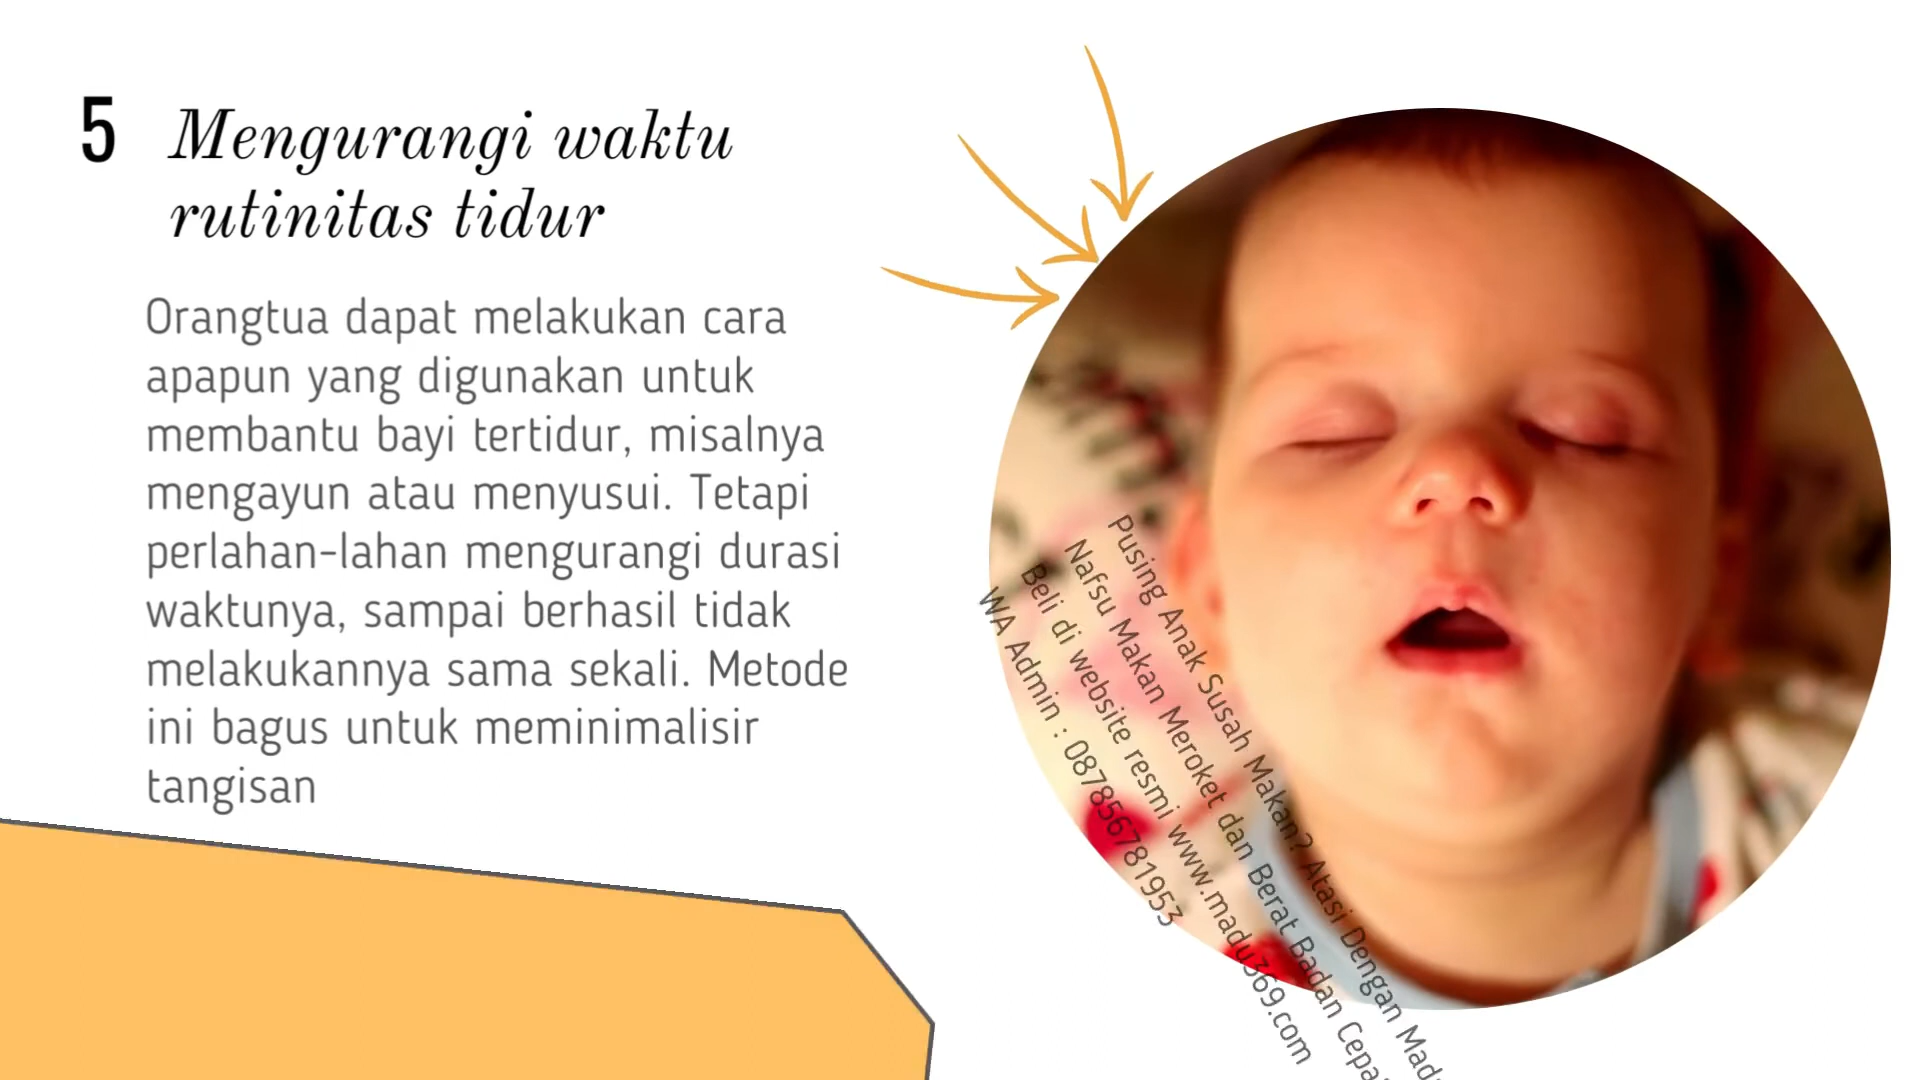 5
Mengurangi waktu
rutinitas tidur
Orangtua dapat melakukan cara
apapun yang digunakan untuk
membantu bayi tertidur, misalnya
mengayun atau menyusui. Tetapi
perlahan-lahan mengurangi durasi
waktunya, sampai berhasil tidak
melakukannya sama sekali. Metode
ini bagus untuk meminimalisir
tangisan
Pusing Anak Susah Makan? Atasi Dengan
Nafsu Makan Meroket dan Berat Badan
Beli di website resmi www.madu369.com
WA Admin : 087856781953